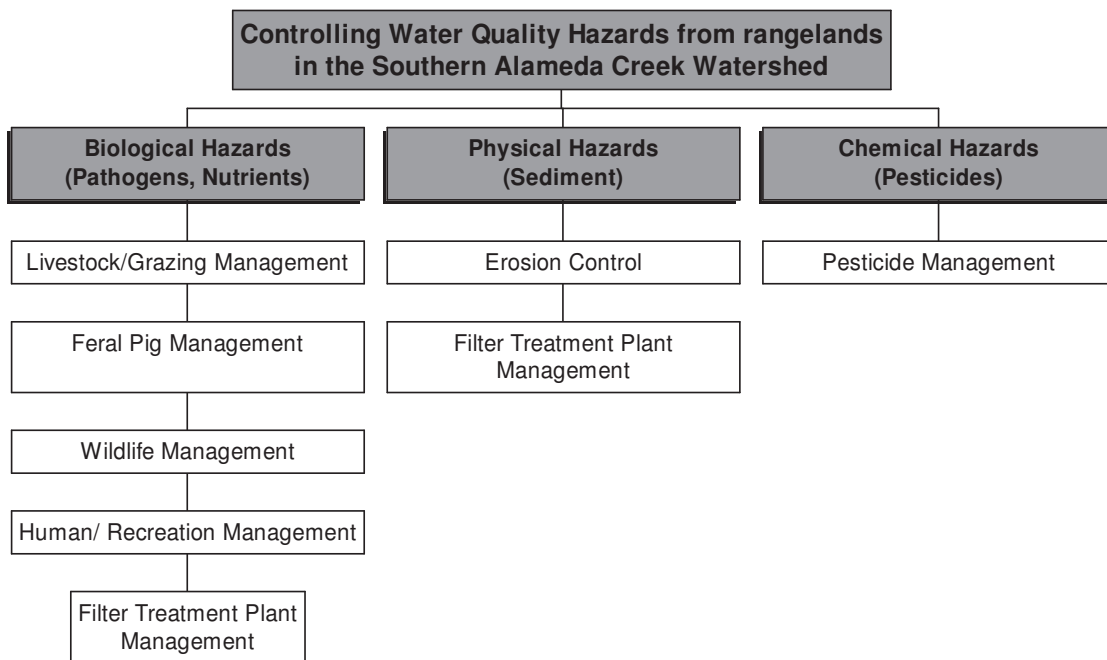 Controlling Water Quality Hazards from rangelands
in the Southern Alameda Creek Watershed
Biological Hazards
(Pathogens, Nutrients)
Livestock/Grazing Management
Feral Pig Management
Wildlife Management
Human/ Recreation Management
Filter Treatment Plant
Management
Physical Hazards
(Sediment)
Erosion Control
Filter Treatment Plant
Management
Chemical Hazards
(Pesticides)
Pesticide Management